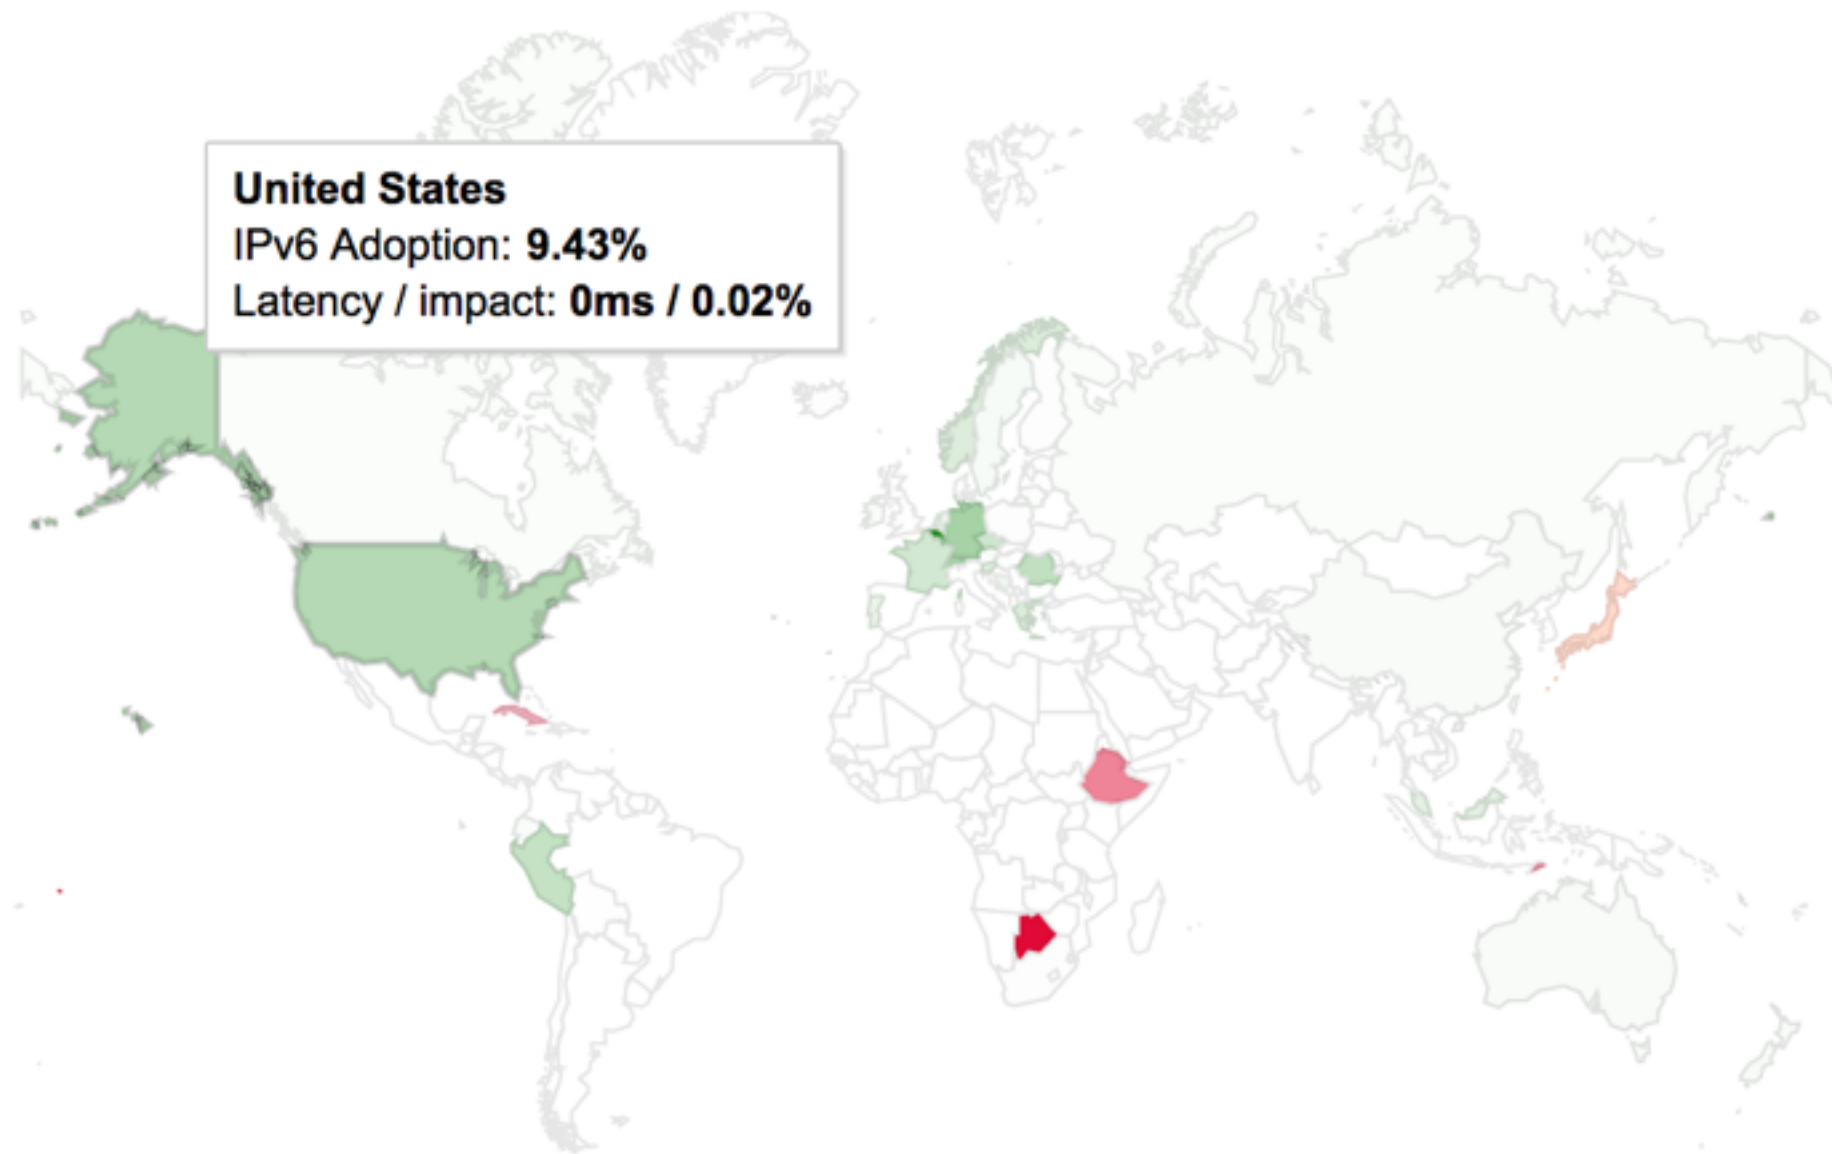 United States
IPv6 Adoption: 9.43%
Latency / impact: 0ms / 0.02%